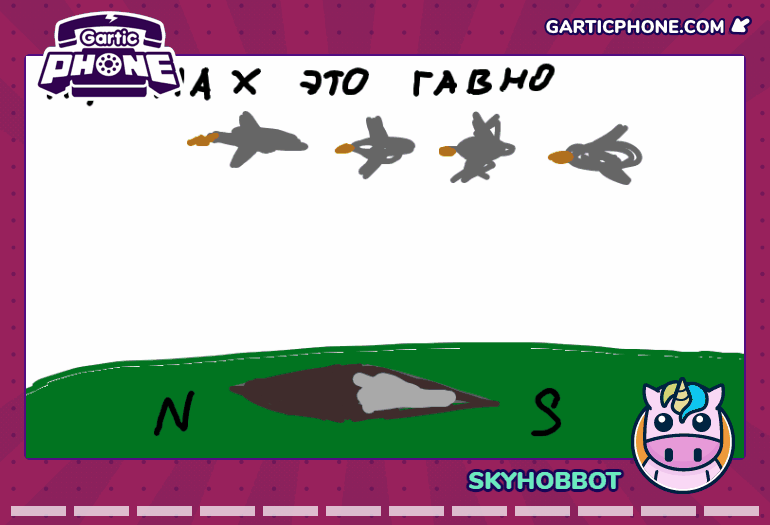 Gartic
PHONE
GARTICPHONE.COM
ЭТО ГАВНО
N S
SKYHOBBOT